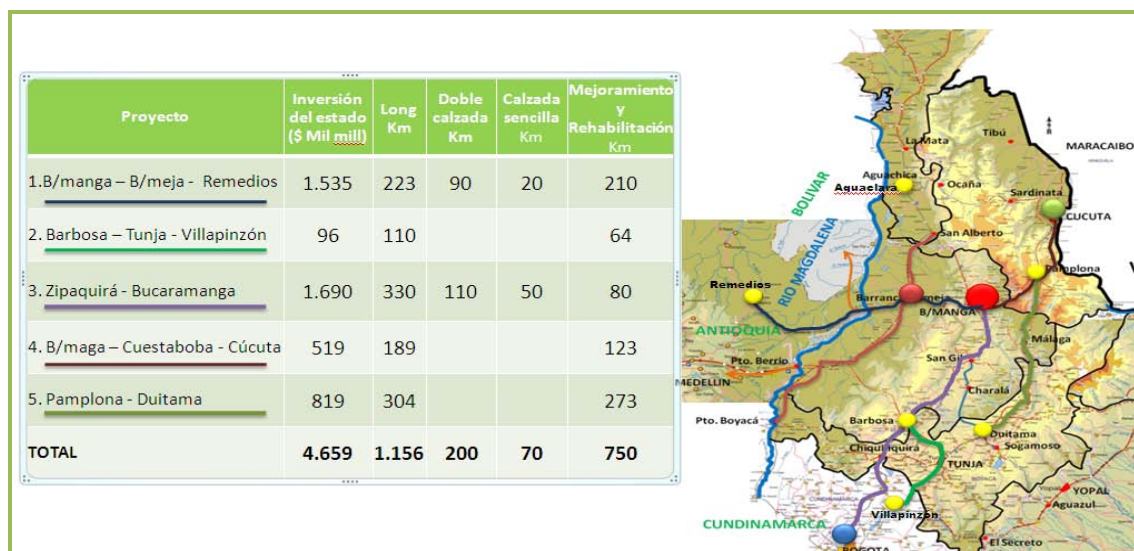 Proyecto
Inversión
del estado
($ Mil mill)
Long
Km
Doble
calzada
Km
Calzada
sencilla
Km
Mejoramiento
y
Rehabilitación
Km
1.B/manga – B/meja - Remedios
1.535
223
90
20
210
2. Barbosa – Tunja - Villapinzón
96
110
64
3. Zipaquirá - Bucaramanga
1.690
330
110
50
80
4. B/maga – Cuestaboba - Cúcuta
519
189
123
5. Pamplona - Duitama
819
304
273
TOTAL
4.659
1.156
200
70
750
La Mata
Tibú
MARACAIBO
Aguachica
Aguaclara
Ocaña
Sardinata
BOLIVAR
CUCUTA
San Alberto
RIO MAGDALENA
Pamplona
Remedios
B/MANGA
ANTIOQUIA
Málaga
San Gil
Pto. Berrio
MEDELLIN
Charalá
Pto. Boyacá
Barbosa
Duitama
Sogamoso
Chiquinquira
TUNJA
YOPAL
Aguazul
Villapinzón
CUNDINAMARCA
El Secreto
BOGOTA